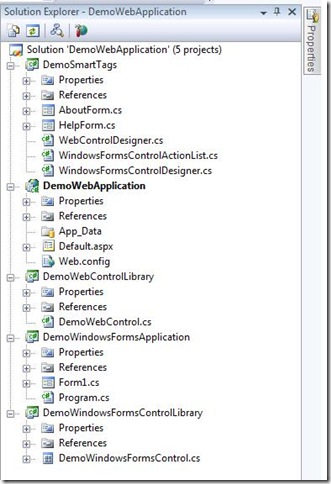 Solution Explorer - DemoWebApplication
Properties
Solution 'DemoWebApplication' (5 projects)
DemoSmartTags
Properties
References
AboutForm.cs
HelpForm.cs
WebControlDesigner.cs
WindowsFormsControlActionList.cs
WindowsFormsControlDesigner.cs
DemoWebApplication
Properties
References
App_Data
Default.aspx
Web.config
DemoWebControlLibrary
Properties
References
DemoWebControl.cs
DemoWindowsFormsApplication
Properties
References
Form1.cs
Program.cs
DemoWindowsFormsControlLibrary
Properties
References
DemoWindowsFormsControl.cs